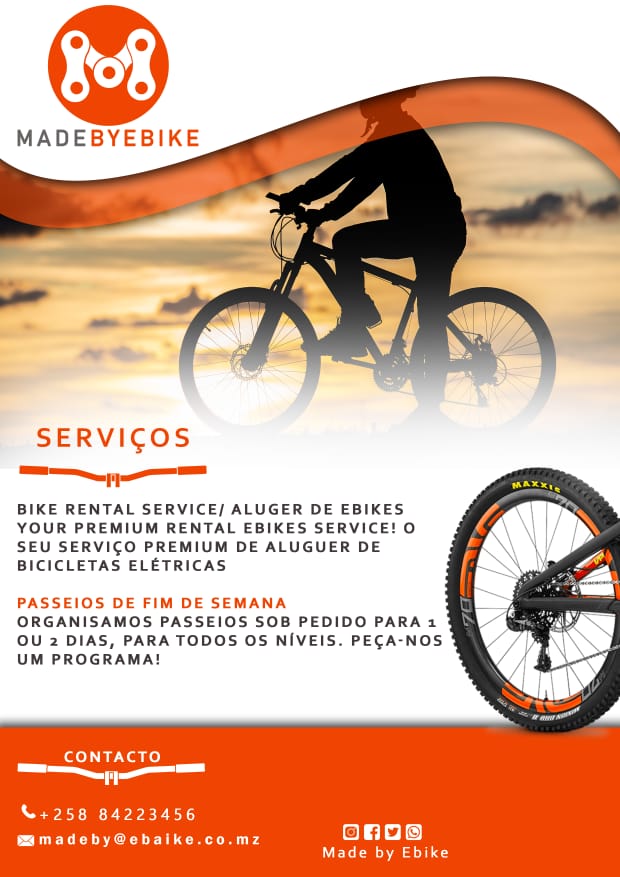 MADEBYEBIKE
SERVIÇOS
BIKE RENTAL SERVICE/ ALUGER DE EBIKES
YOUR PREMIUM RENTAL EBIKES SERVICE! O
SEU SERVIÇO PREMIUM DE ALUGUER DE
BICICLETAS ELÉTRICAS
MAXXIS
PASSEIOS DE FIM DE SEMANA
ORGANISAMOS PASSEIOS SOB PEDIDO PARA 1
OU 2 DIAS, PARA TODOS OS NÍVEIS. PEÇA-NOS
UM PROGRAMA!
CONTACTO
+258 84223456
madeby@ebaike.co.mz
Made by Ebike